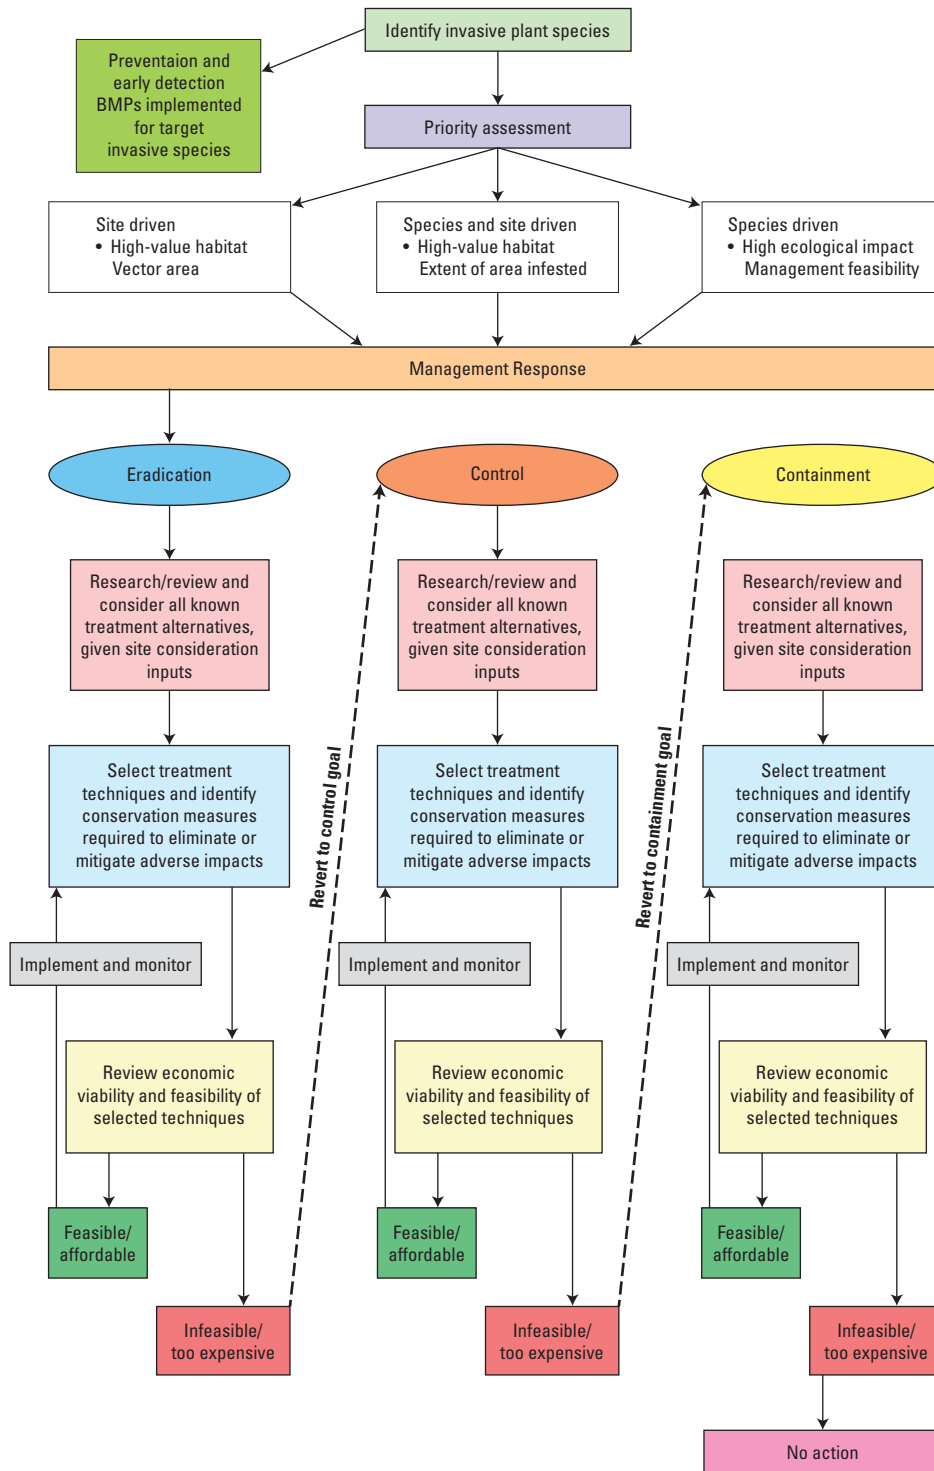 Identify invasive plant species
Preventaion and
early detection
BMPs implemented
for target
invasive species
Priority assessment
Site driven
• High-value habitat
Vector area
Species and site driven
• High-value habitat
Extent of area infested
Species driven
• High ecological impact
Management feasibility
Management Response
Eradication
Control
Containment
Research/review and
consider all known
treatment alternatives,
given site consideration
inputs
Research/review and
consider all known
treatment alternatives,
given site consideration
inputs
Research/review and
consider all known
treatment alternatives,
given site consideration
inputs
Select treatment
techniques and identify
conservation measures
required to eliminate or
mitigate adverse impacts
Revert to control goal
Select treatment
techniques and identify
conservation measures
required to eliminate or
mitigate adverse impacts
Revert to containment goal
Select treatment
techniques and identify
conservation measures
required to eliminate or
mitigate adverse impacts
Implement and monitor
Implement and monitor
Implement and monitor
Review economic
viability and feasibility of
selected techniques
Review economic
viability and feasibility of
selected techniques
Review economic
viability and feasibility of
selected techniques
Feasible/
affordable
Feasible/
affordable
Feasible/
affordable
Infeasible/
too expensive
Infeasible/
too expensive
Infeasible/
too expensive
No action